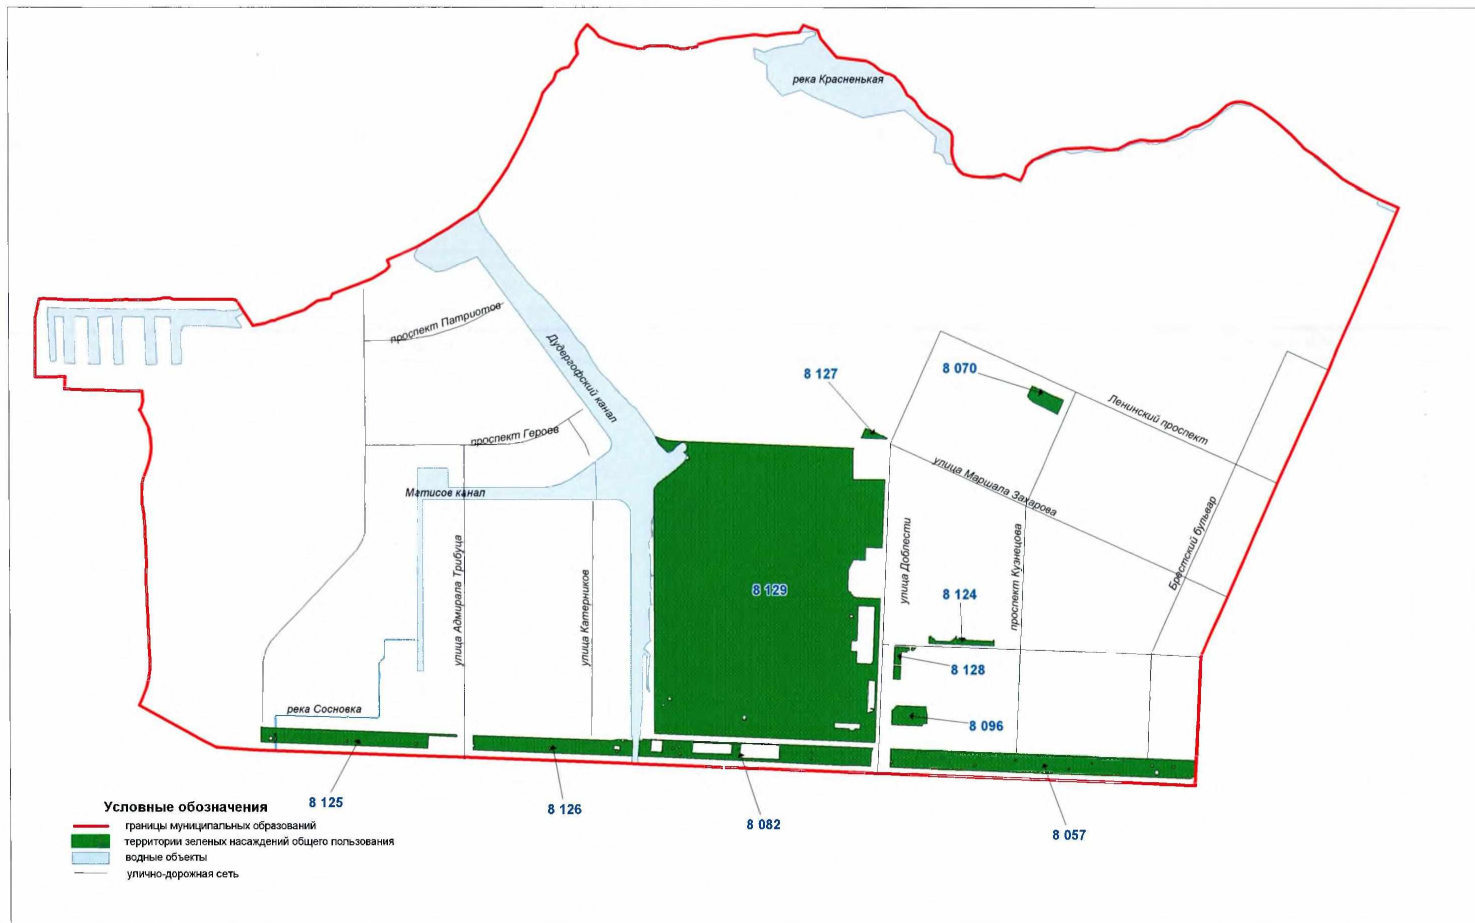 река Красненькая
проспект Патриотов
Дудергофский канал
8 127
8 070
Ленинский проспект
проспект Героев
улица Маршала Захарова
Матисов канал
Брестский бульвар
улица Доблести
проспект Кузнецова
улица Адмирала Трибуца
улица Катерников
8 129
8 124
8 128
река Сосновка
8 096
8 125
8 126
8 082
8 057
Условные обозначения
границы муниципальных образований
территории зеленых насаждений общего пользования
водные объекты
улично-дорожная сеть